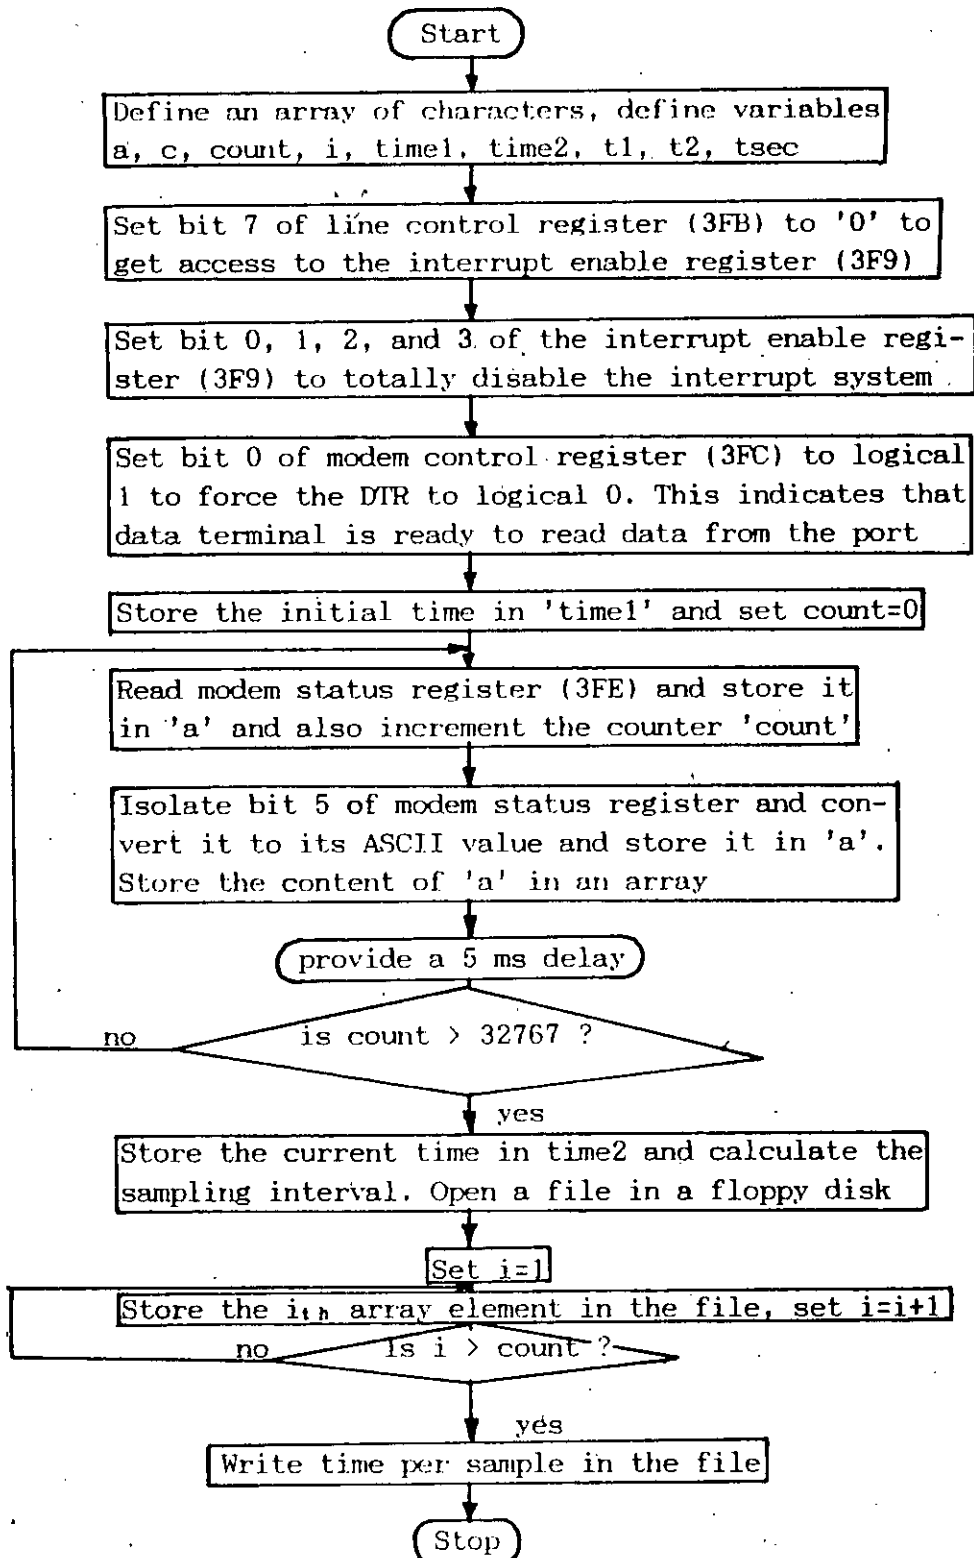 Start
Define an array of characters, define variables
a, c, count, i, time1, time2, t1, t2, tsec
Set bit 7 of line control register (3FB) to '0' to
get access to the interrupt enable register (3F9)
Set bit 0, 1, 2, and 3 of the interrupt enable regi-
ster (3F9) to totally disable the interrupt system
Set bit 0 of modem control register (3FC) to logical
1 to force the DTR to logical 0. This indicates that
data terminal is ready to read data from the port
Store the initial time in 'time1' and set count=0
Read modem status register (3FE) and store it
in 'a' and also increment the counter 'count'
Isolate bit 5 of modem status register and con-
vert it to its ASCII value and store it in 'a'.
Store the content of 'a' in an array
provide a 5 ms delay
no
is count > 32767 ?
yes
Store the current time in time2 and calculate the
sampling interval. Open a file in a floppy disk
Set i=1
Store the ith array element in the file, set i=i+1
no
Is i > count ?
yes
Write time per sample in the file
Stop